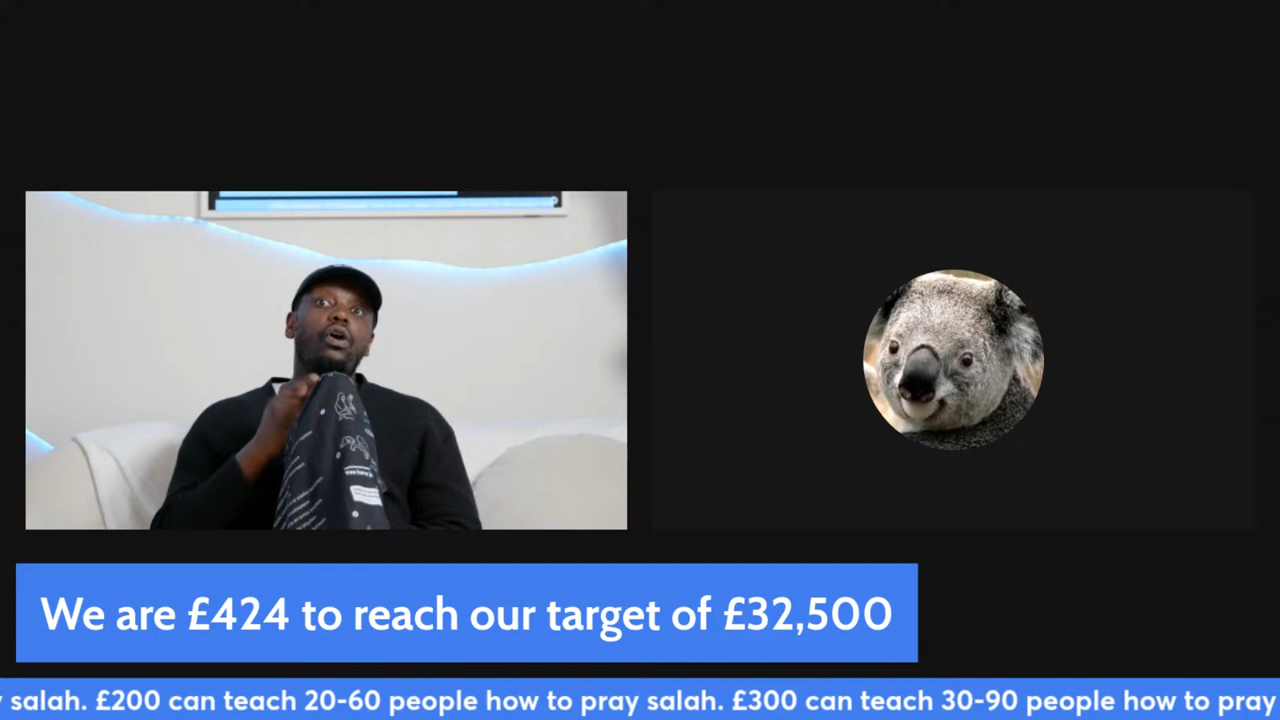 We are £424 to reach our target of £32,500
salah. £200 can teach 20-60 people how to pray salah. £300 can teach 30-90 people how to pray